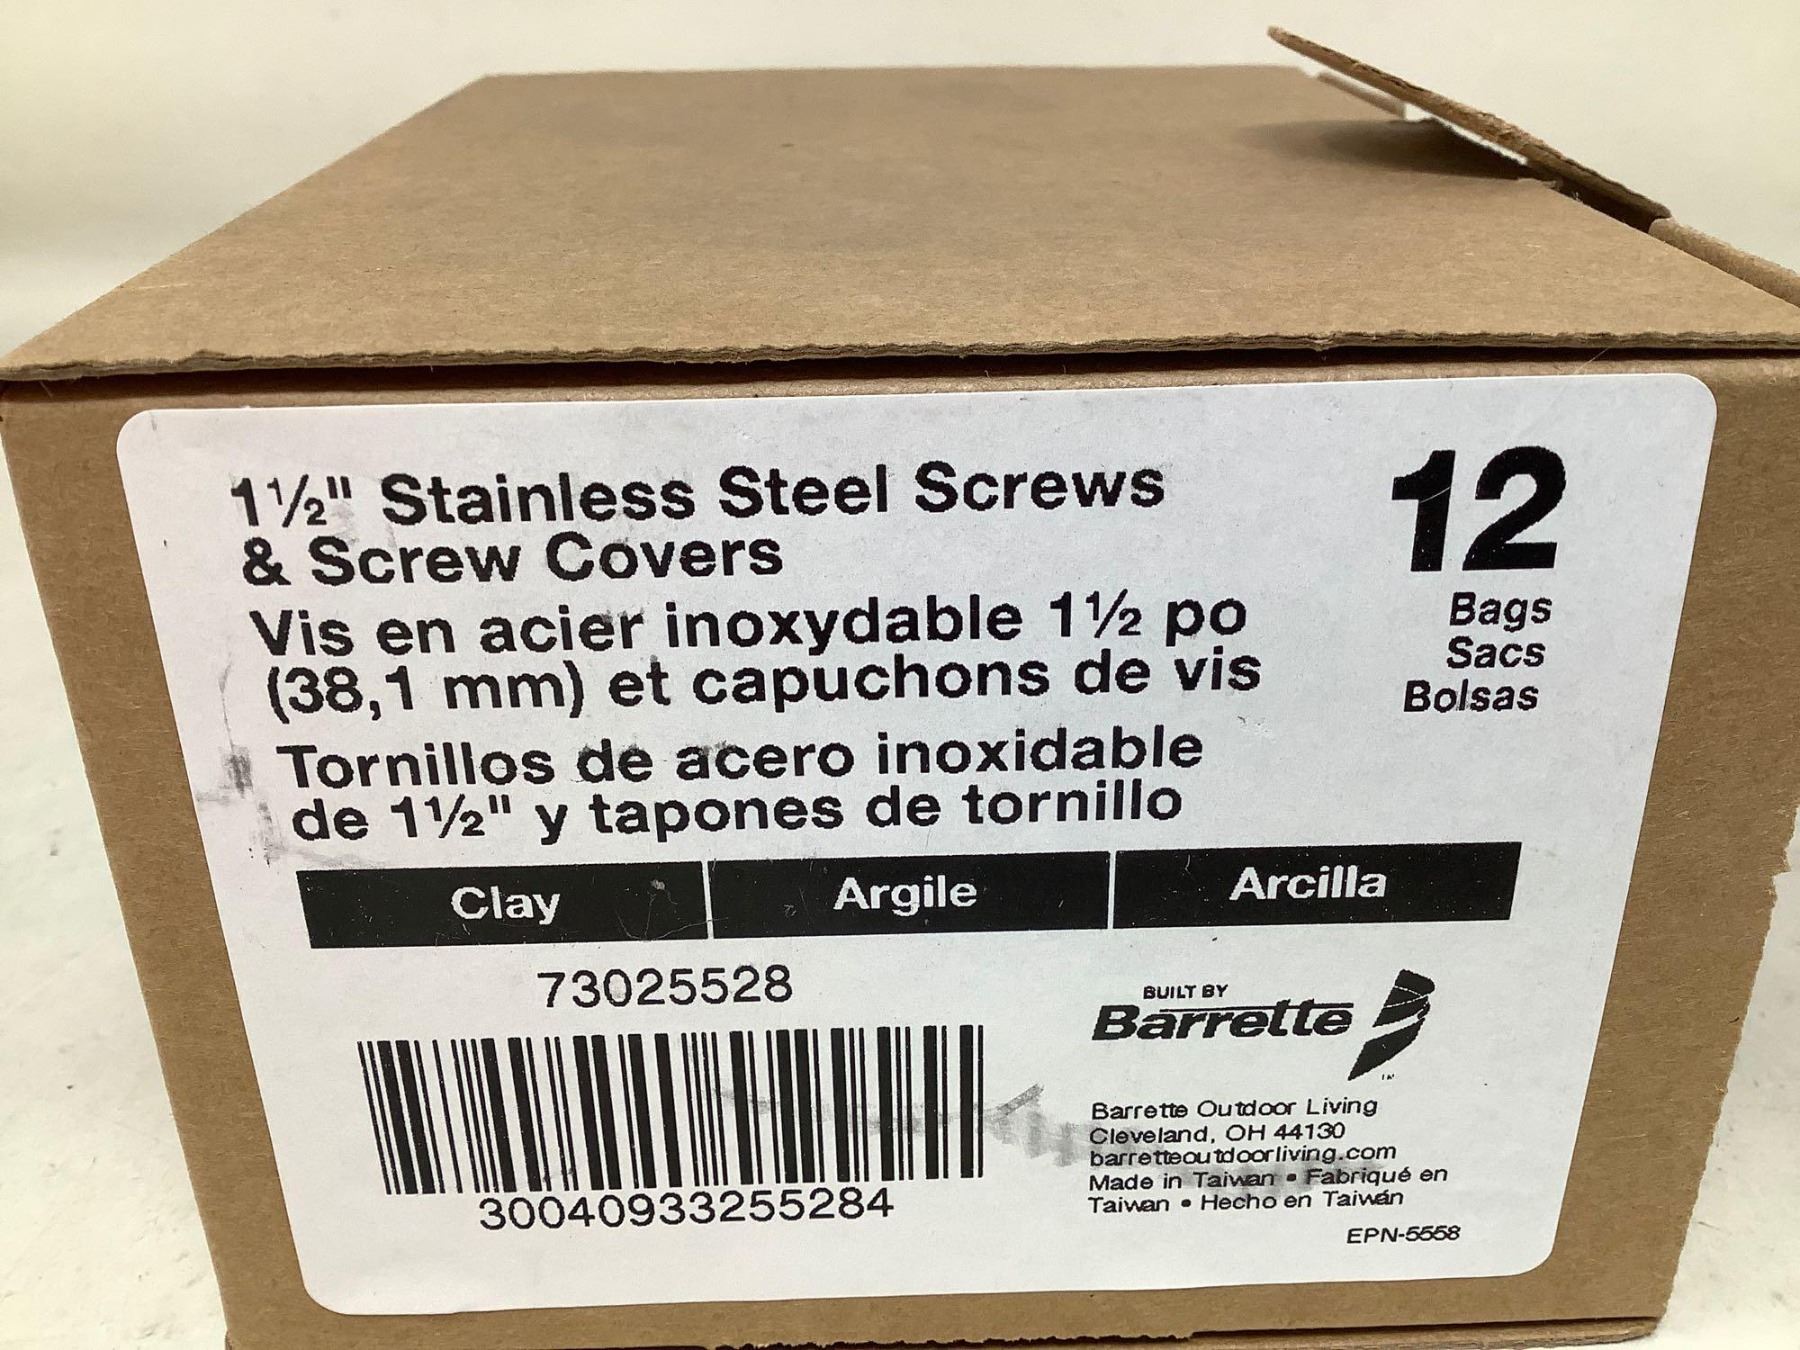 1½" Stainless Steel Screws
& Screw Covers
Vis en acier inoxydable 1½ po
(38,1 mm) et capuchons de vis
Tornillos de acero inoxidable
de 1½" y tapones de tornillo
12
Bags
Sacs
Bolsas
Clay
Argile
Arcilla
73025528
30040933255284
BUILT BY
Barrette
TM
Barrette Outdoor Living
Cleveland, OH 44130
barretteoutdoorliving.com
Made in Taiwan • Fabriqué en
Taiwan • Hecho en Taiwán
EPN-5558